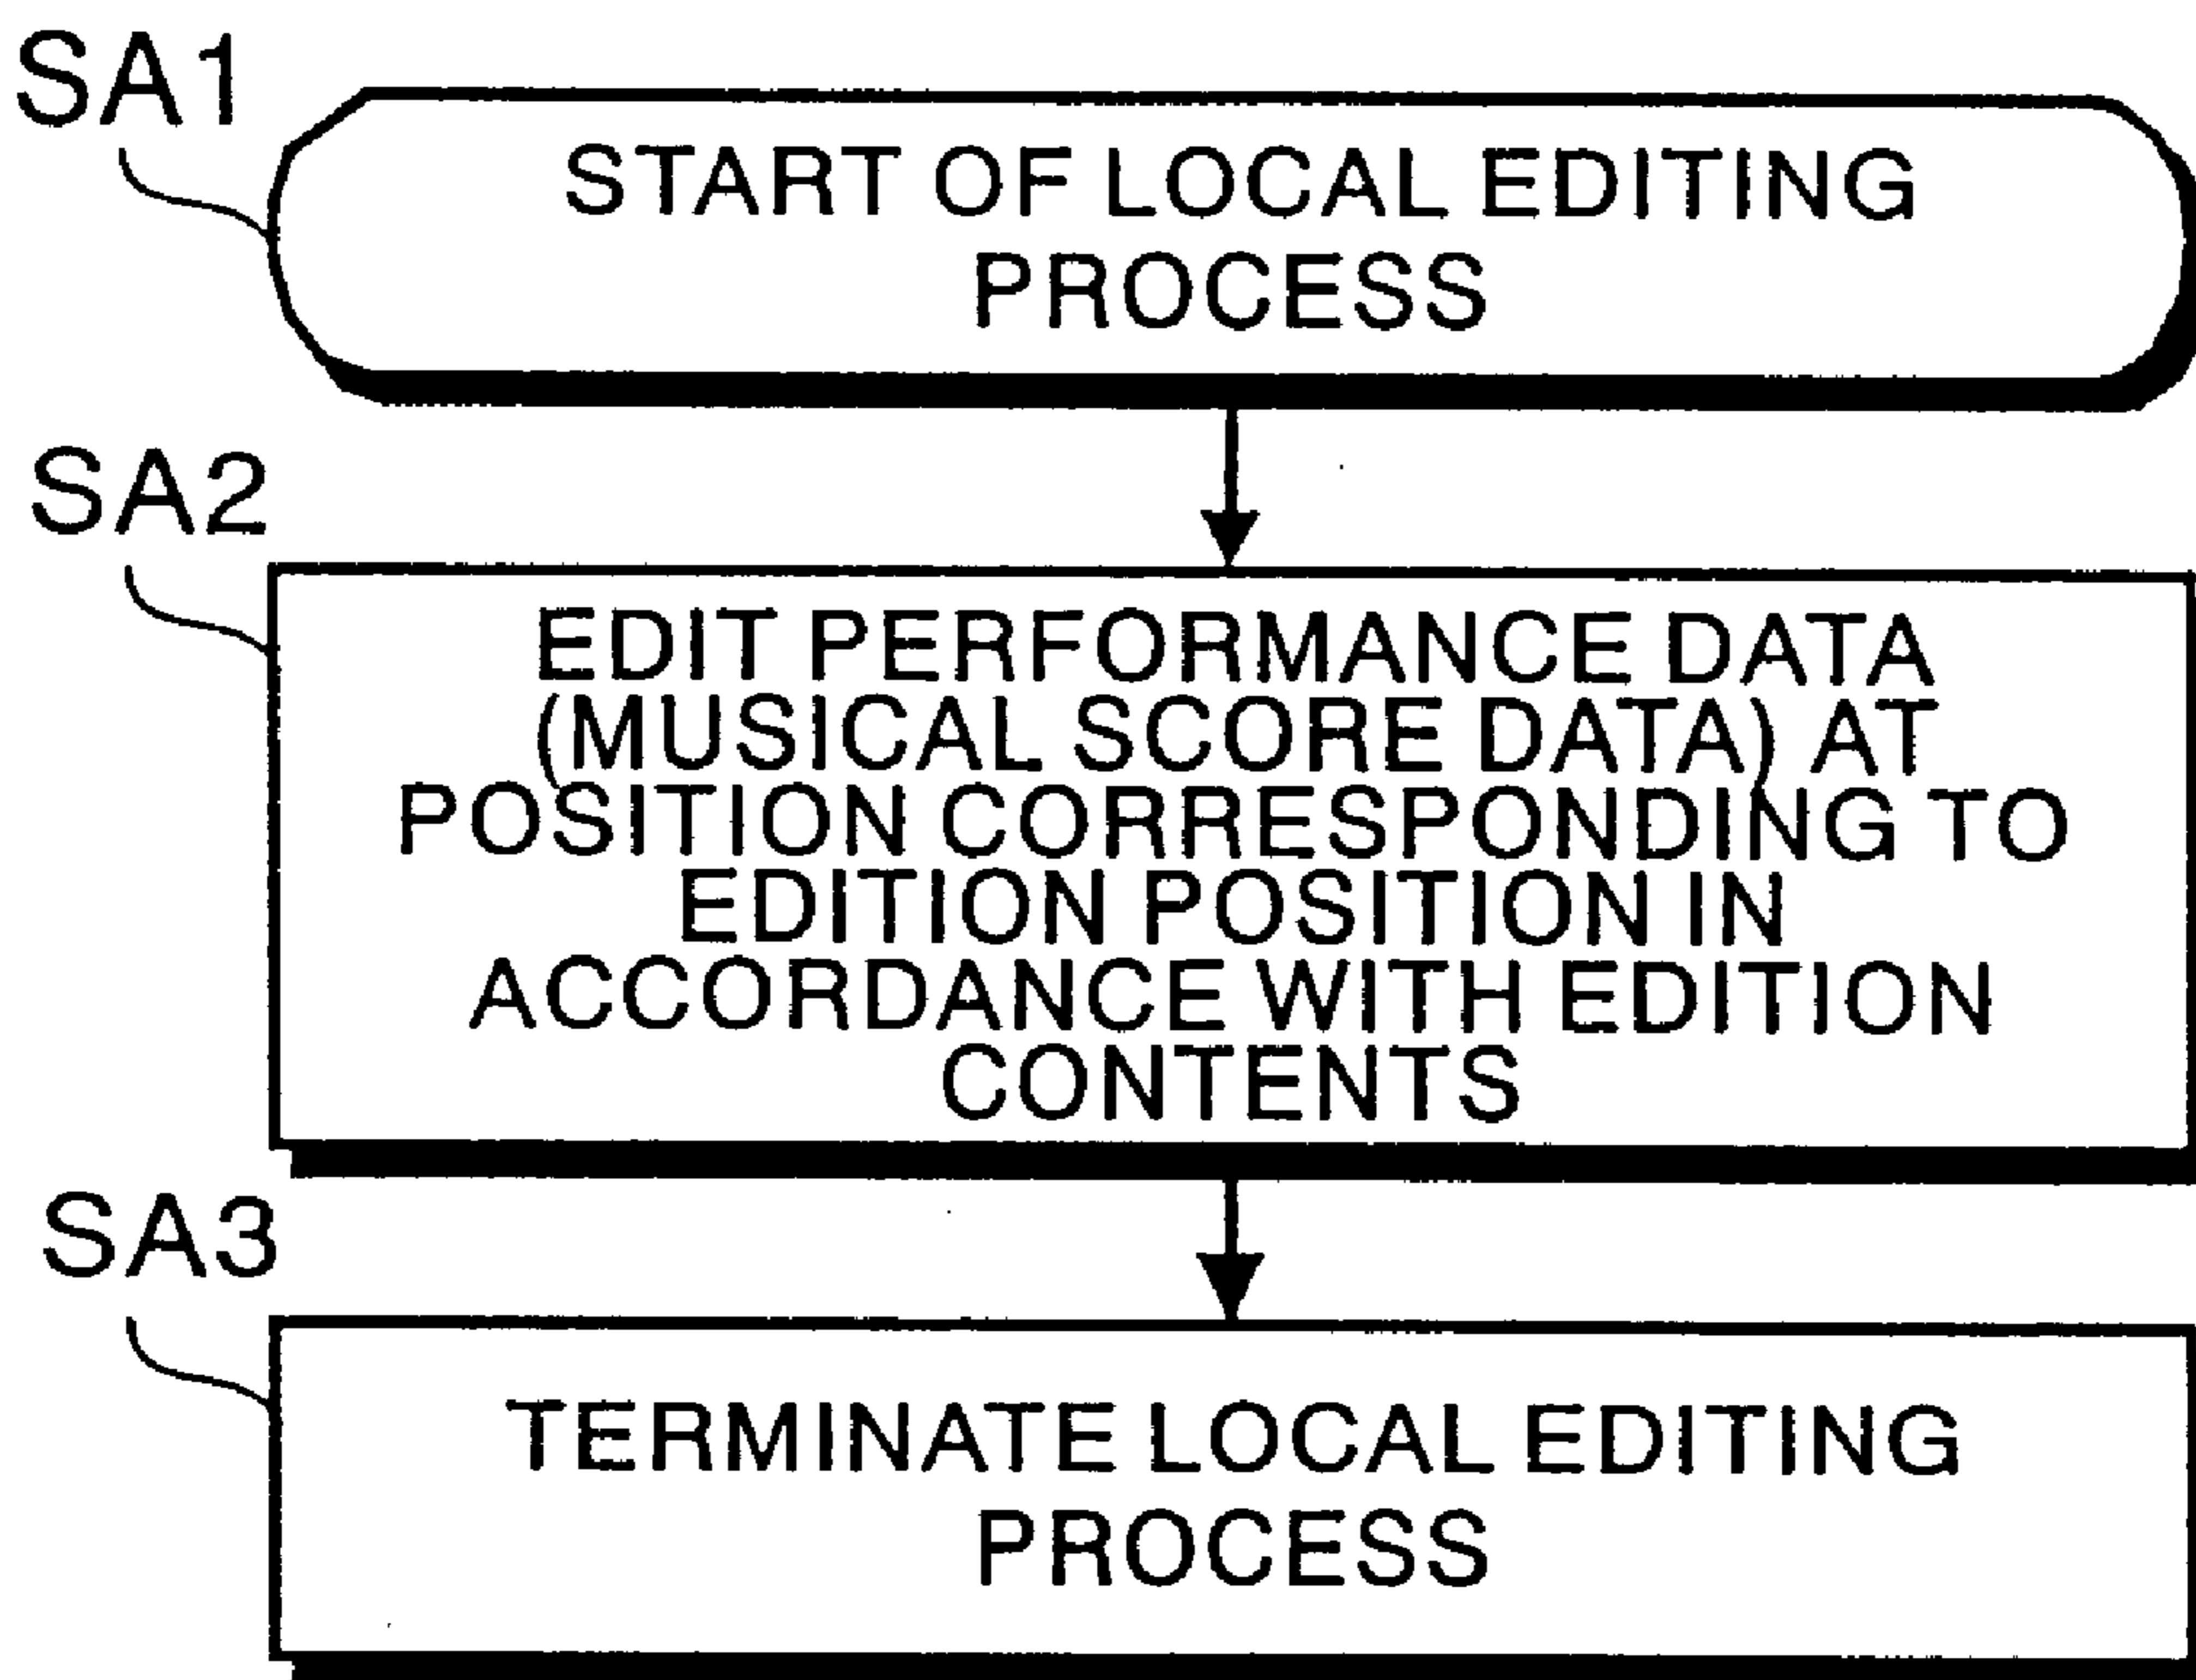 SA1
START OF LOCAL EDITING
PROCESS
SA2
EDIT PERFORMANCE DATA
(MUSICAL SCORE DATA) AT
POSITION CORRESPONDING TO
EDITION POSITION IN
ACCORDANCE WITH EDITION
CONTENTS
SA3
TERMINATE LOCAL EDITING
PROCESS